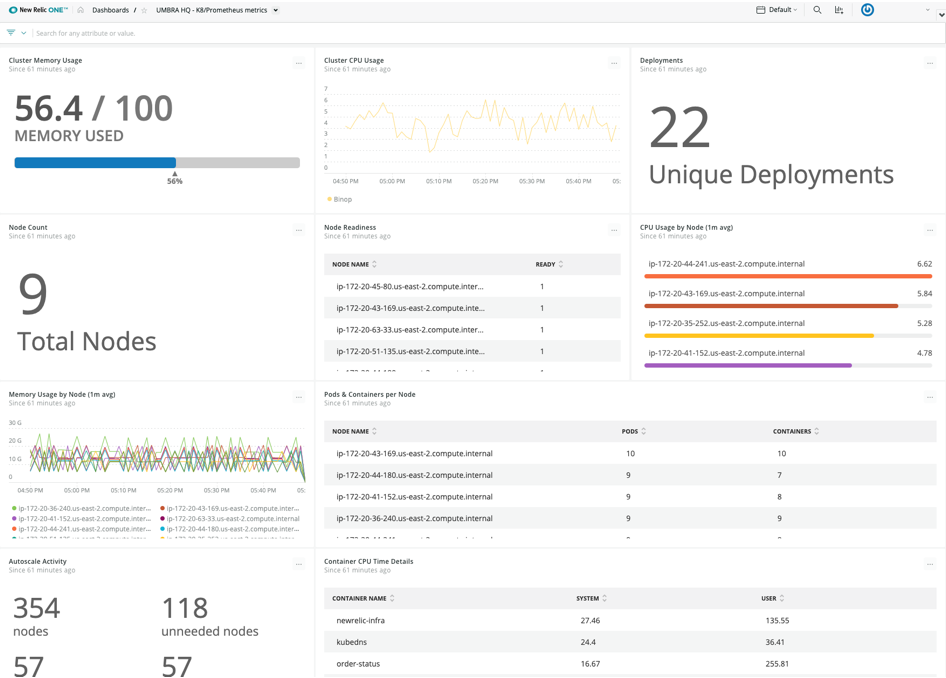 New Relic ONE™ Dashboards / UMBRA HQ - K8/Prometheus metrics Default
Search for any attribute or value.
Cluster Memory Usage
Since 61 minutes ago
56.4 / 100
MEMORY USED
56%
Cluster CPU Usage
Since 61 minutes ago
7
6
5
4
3
2
1
0
04:50 PM 05:00 PM 05:10 PM 05:20 PM 05:30 PM 05:40 PM 05:
Binop
Deployments
Since 61 minutes ago
22
Unique Deployments
Node Count
Since 61 minutes ago
9
Total Nodes
Node Readiness
Since 61 minutes ago
NODE NAME READY
ip-172-20-45-80.us-east-2.compute.inter... 1
ip-172-20-43-169.us-east-2.compute.inte... 1
ip-172-20-63-33.us-east-2.compute.inter... 1
ip-172-20-51-135.us-east-2.compute.inte... 1
CPU Usage by Node (1m avg)
Since 61 minutes ago
ip-172-20-44-241.us-east-2.compute.internal 6.62
ip-172-20-43-169.us-east-2.compute.internal 5.84
ip-172-20-35-252.us-east-2.compute.internal 5.28
ip-172-20-41-152.us-east-2.compute.internal 4.78
Memory Usage by Node (1m avg)
Since 61 minutes ago
30 G
20 G
10 G
0
04:50 PM 05:00 PM 05:10 PM 05:20 PM 05:30 PM 05:40 PM 05:
ip-172-20-36-240.us-east-2.compute.inter... ip-172-20-43-169.us-east-2.compute.inter...
ip-172-20-41-152.us-east-2.compute.inter... ip-172-20-63-33.us-east-2.compute.internal
ip-172-20-44-241.us-east-2.compute.inter... ip-172-20-44-180.us-east-2.compute.inter...
Pods & Containers per Node
Since 61 minutes ago
NODE NAME PODS CONTAINERS
ip-172-20-43-169.us-east-2.compute.internal 10 10
ip-172-20-44-180.us-east-2.compute.internal 9 7
ip-172-20-41-152.us-east-2.compute.internal 9 8
ip-172-20-36-240.us-east-2.compute.internal 9 9
Autoscale Activity
Since 61 minutes ago
354 118
nodes unneeded nodes
57 57
Container CPU Time Details
Since 61 minutes ago
CONTAINER NAME SYSTEM USER
newrelic-infra 27.46 135.55
kubedns 24.4 36.41
order-status 16.67 255.81